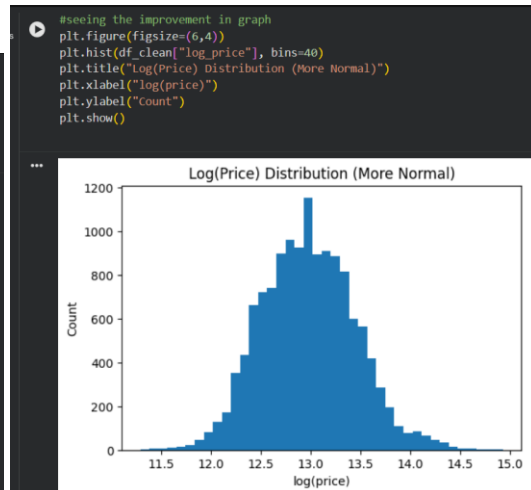 #seeing the improvement in graph
plt.figure(figsize=(6,4))
plt.hist(df_clean["log_price"], bins=40)
plt.title("Log(Price) Distribution (More Normal)")
plt.xlabel("log(price)")
plt.ylabel("Count")
plt.show()
Log(Price) Distribution (More Normal)
1200
1000
800
600
400
200
0
Count
11.5 12.0 12.5 13.0 13.5 14.0 14.5 15.0
log(price)